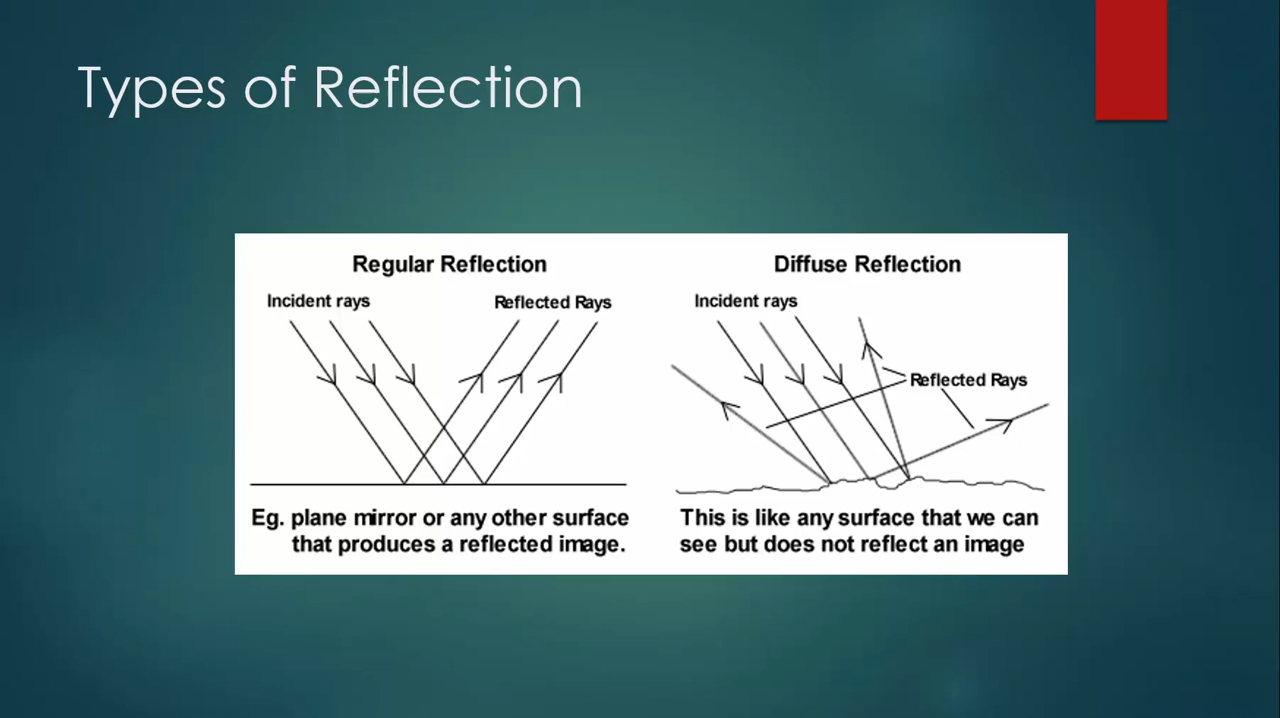 Types of Reflection
Regular Reflection
Incident rays
Reflected Rays
Eg. plane mirror or any other surface
that produces a reflected image.
Diffuse Reflection
Incident rays
Reflected Rays
This is like any surface that we can
see but does not reflect an image